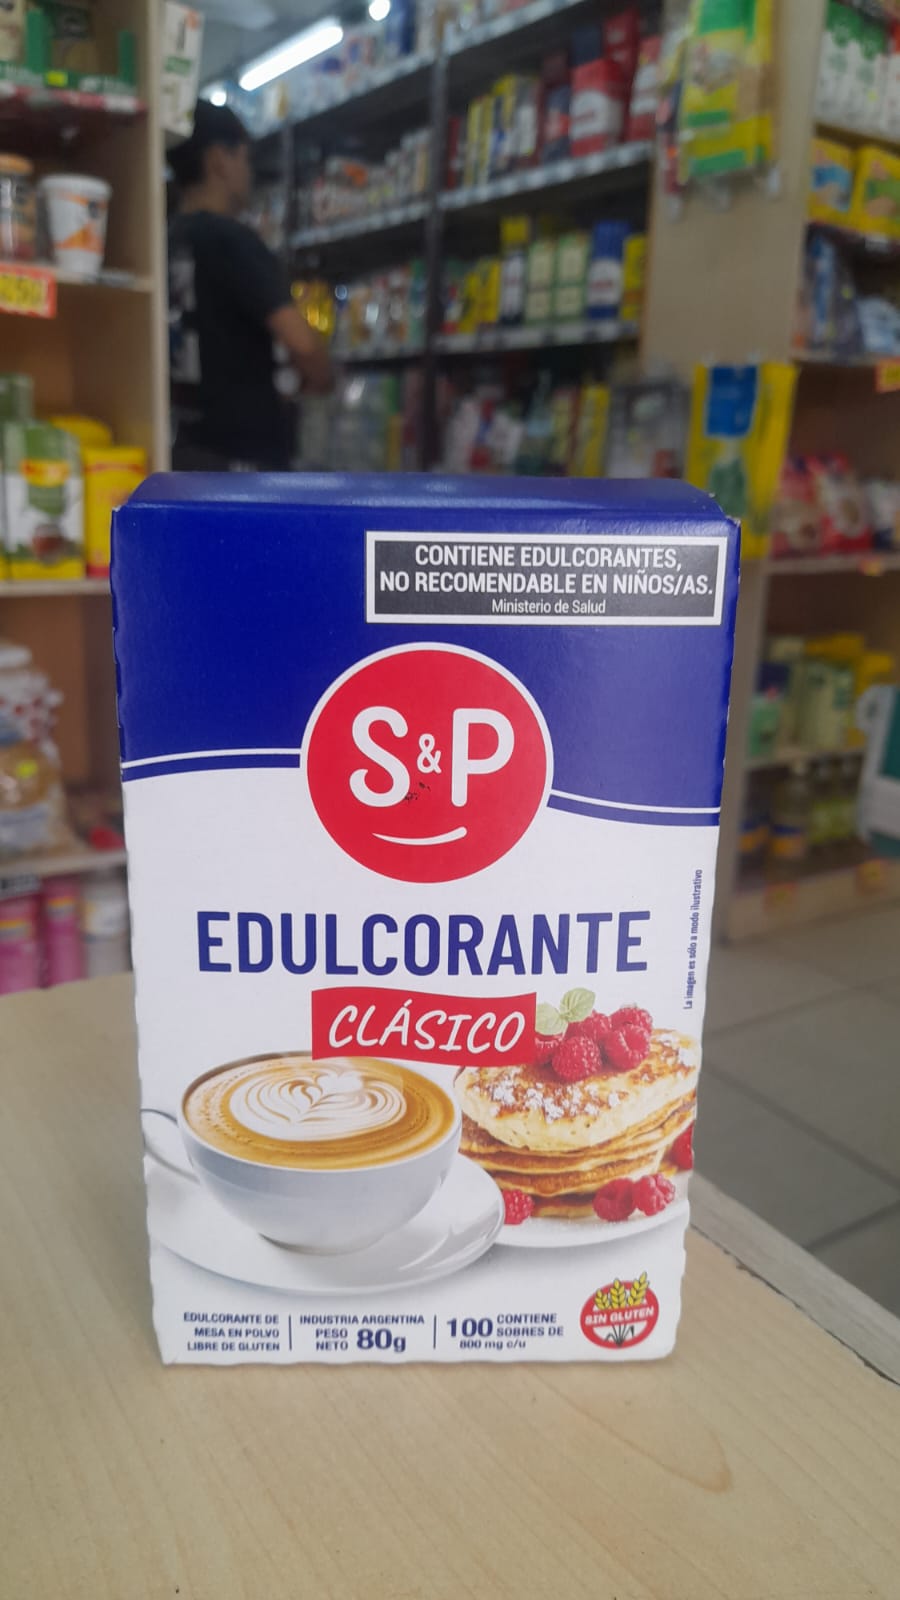 CONTIENE EDULCORANTES,
NO RECOMENDABLE EN NIÑOS/AS.
Ministerio de Salud
S&P
EDULCORANTE
CLÁSICO
La imagen es sólo a modo ilustrativo
EDULCORANTE DE
MESA EN POLVO
LIBRE DE GLUTEN
INDUSTRIA ARGENTINA
PESO
NETO 80g
100 CONTIENE
SOBRES DE
800 mg c/u
SIN GLUTEN